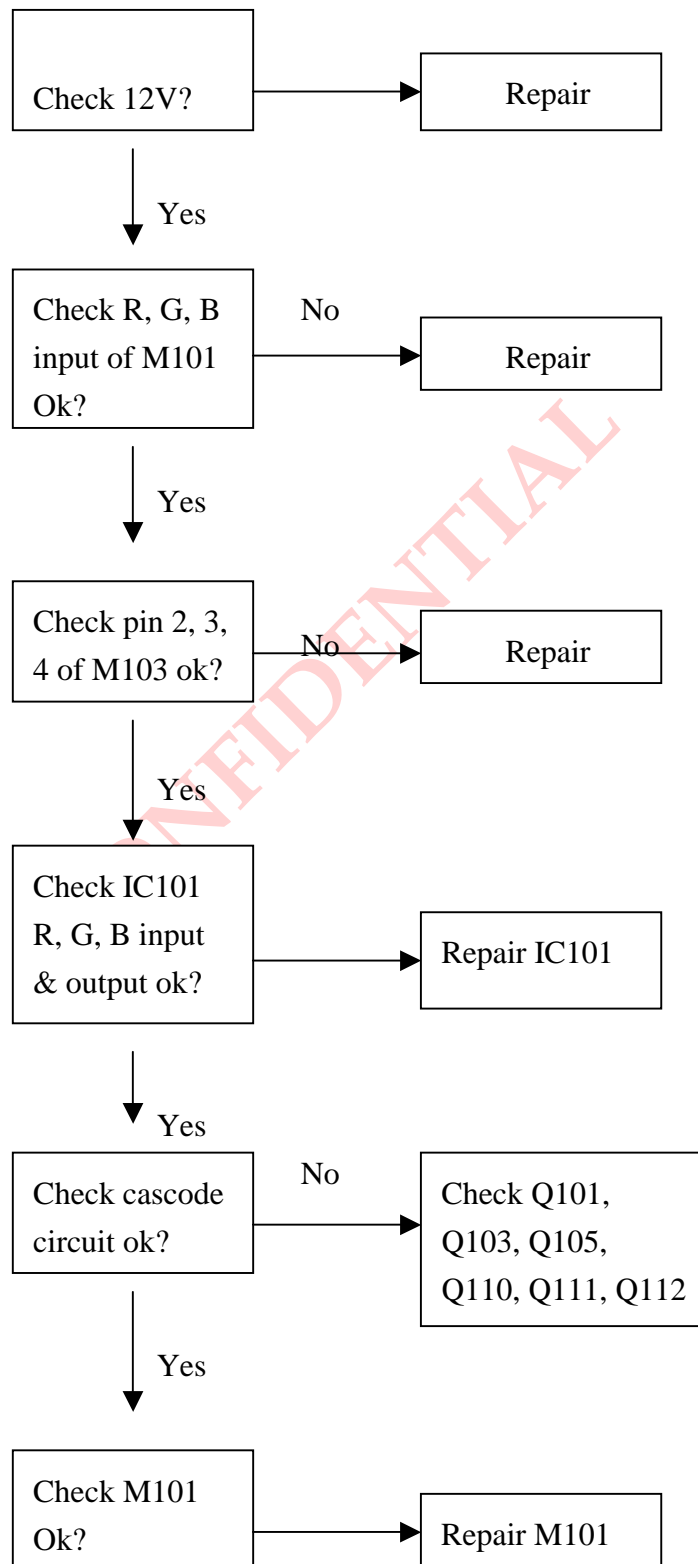 Check 12V?
Repair
Yes
Check R, G, B
input of M101
Ok?
No
Repair
Yes
Check pin 2, 3,
4 of M103 ok?
No
Repair
Yes
Check IC101
R, G, B input
& output ok?
Repair IC101
Yes
Check cascode
circuit ok?
No
Check Q101,
Q103, Q105,
Q110, Q111, Q112
Yes
Check M101
Ok?
Repair M101
CONFIDENTIAL